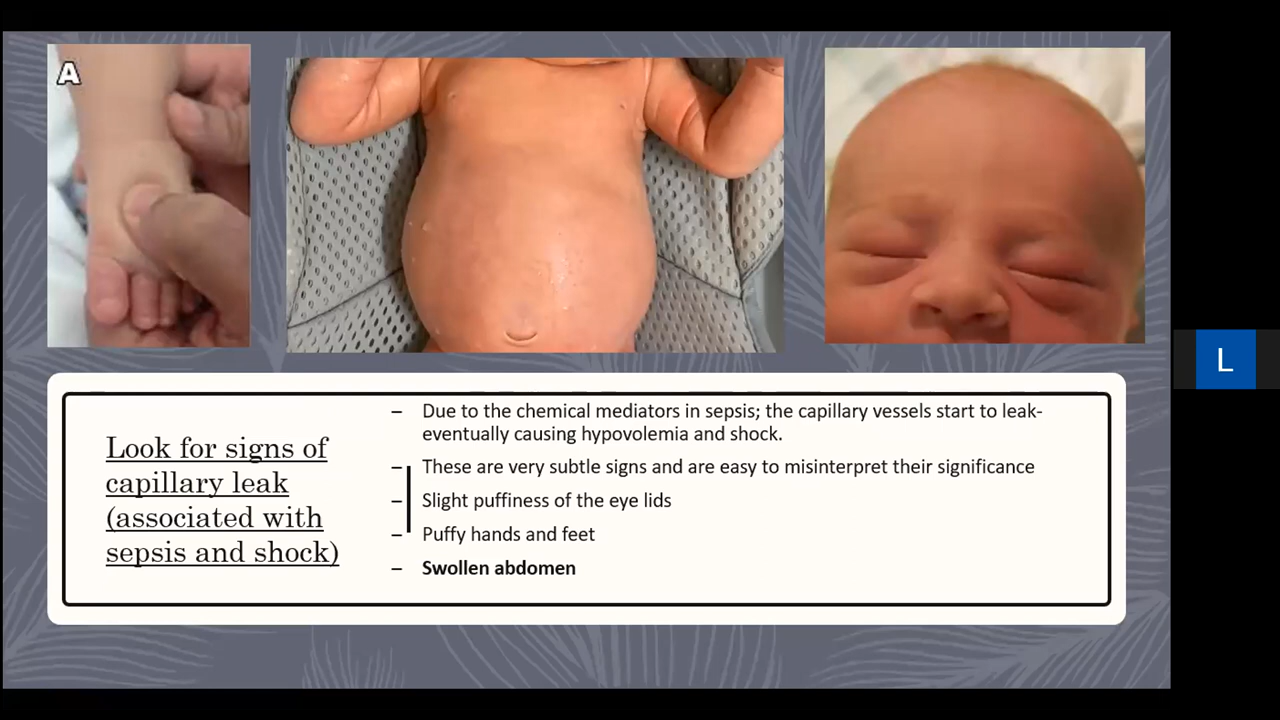 A
Look for signs of
capillary leak
(associated with
sepsis and shock)
– Due to the chemical mediators in sepsis; the capillary vessels start to leak-
eventually causing hypovolemia and shock.
– These are very subtle signs and are easy to misinterpret their significance
– Slight puffiness of the eye lids
– Puffy hands and feet
– Swollen abdomen
L